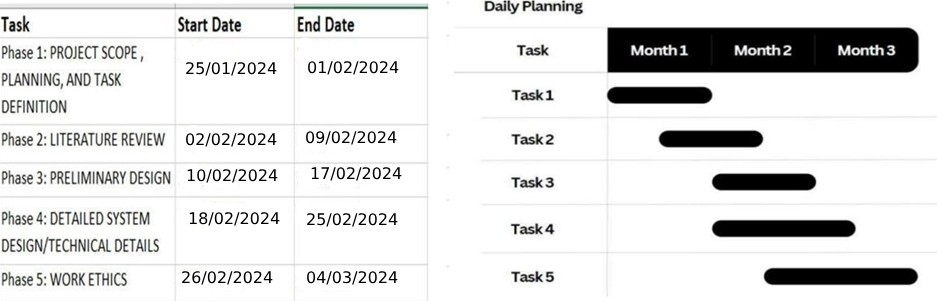 Task Start Date End Date
Phase 1: PROJECT SCOPE ,
PLANNING, AND TASK
DEFINITION
25/01/2024 01/02/2024
Phase 2: LITERATURE REVIEW 02/02/2024 09/02/2024
Phase 3: PRELIMINARY DESIGN 10/02/2024 17/02/2024
Phase 4: DETAILED SYSTEM
DESIGN/TECHNICAL DETAILS
18/02/2024 25/02/2024
Phase 5: WORK ETHICS 26/02/2024 04/03/2024
Daily Planning
Task Month 1 Month 2 Month 3
Task 1
Task 2
Task 3
Task 4
Task 5